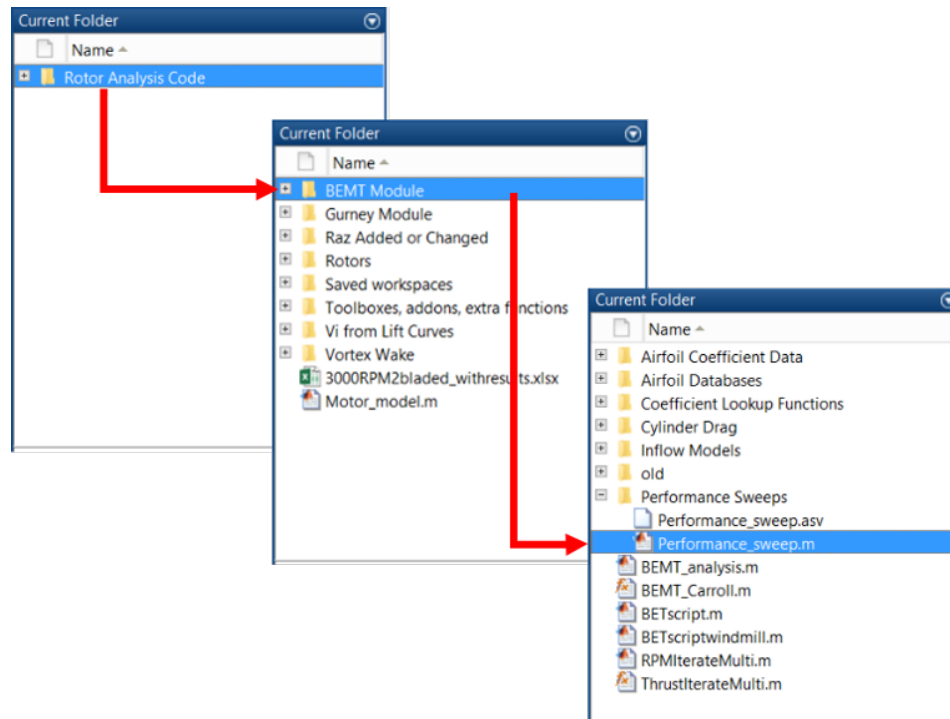 Current Folder
Name
Rotor Analysis Code
Current Folder
Name
BEMT Module
Gurney Module
Raz Added or Changed
Rotors
Saved workspaces
Toolboxes, addons, extra functions
Vi from Lift Curves
Vortex Wake
3000RPM2bladed_withresults.xlsx
Motor_model.m
Current Folder
Name
Airfoil Coefficient Data
Airfoil Databases
Coefficient Lookup Functions
Cylinder Drag
Inflow Models
old
Performance Sweeps
Performance_sweep.asv
Performance_sweep.m
BEMT_analysis.m
BEMT_Carroll.m
BETscript.m
BETscriptwindmill.m
RPMIterateMulti.m
ThrustIterateMulti.m